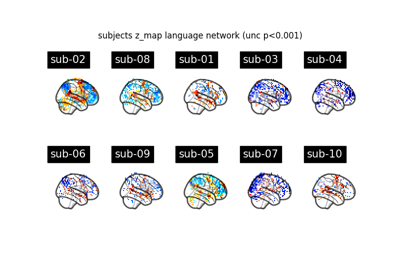 subjects z_map language network (unc p<0.001)
sub-02 sub-08 sub-01 sub-03 sub-04
sub-06 sub-09 sub-05 sub-07 sub-10